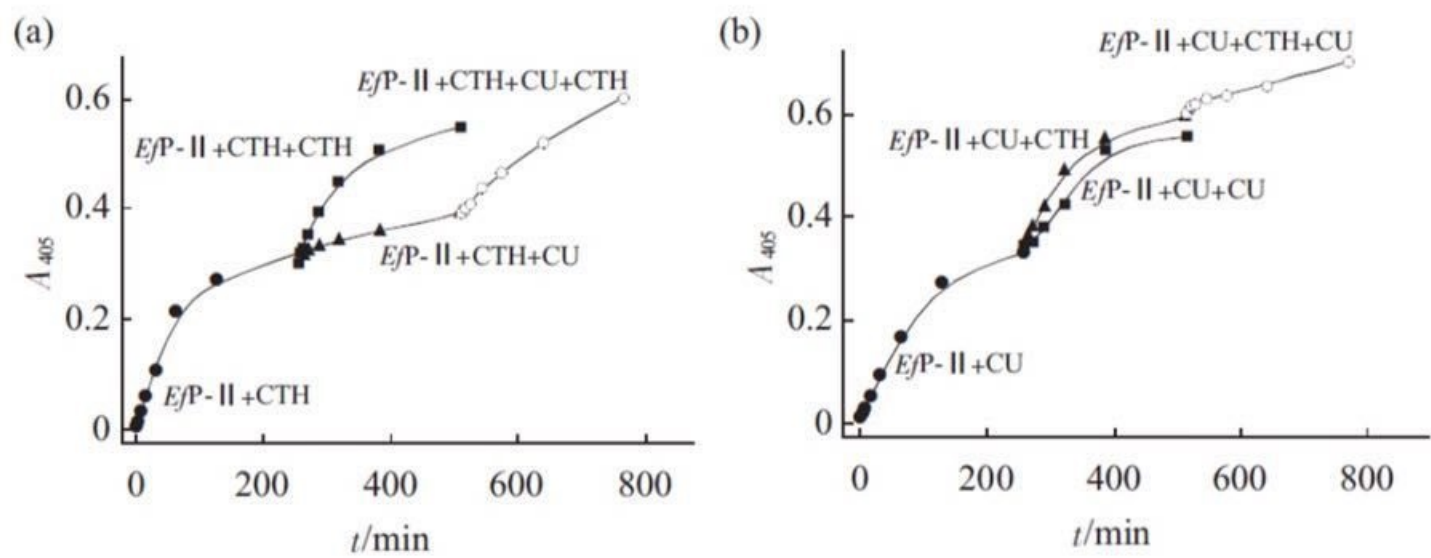 (a)
A405
0.6
0.4
0.2
0
EfP-Ⅱ+CTH+CU+CTH
EfP-Ⅱ+CTH+CTH
EfP-Ⅱ+CTH+CU
EfP-Ⅱ+CTH
0 200 400 600 800
t/min
(b)
A405
0.6
0.4
0.2
0
EfP-Ⅱ+CU+CTH+CU
EfP-Ⅱ+CU+CTH
EfP-Ⅱ+CU+CU
EfP-Ⅱ+CU
0 200 400 600 800
t/min